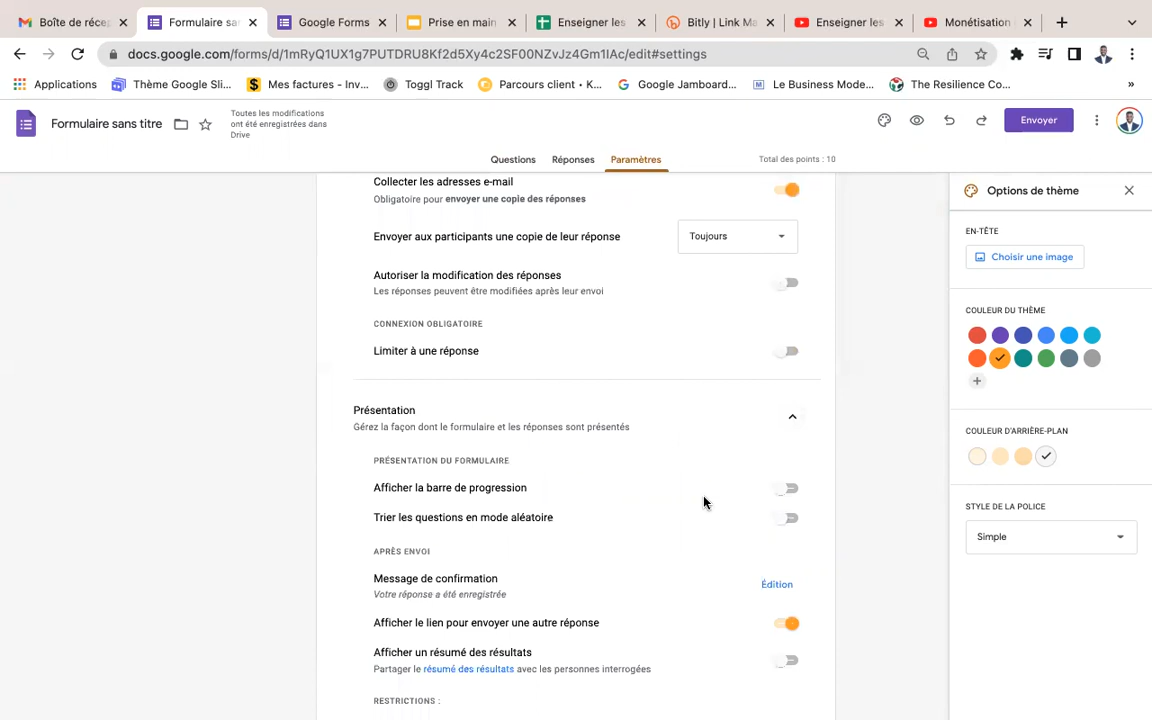 Boîte de récep
Formulaire san
Google Forms
Prise en main
Enseigner les
Bitly | Link Ma
Enseigner les
Monétisation
docs.google.com/forms/d/1mRyQ1UX1g7PUTDRU8Kf2d5Xy4c2SF00NZvJz4Gm1IAc/edit#settings
Applications
Thème Google Sli...
Mes factures - Inv...
Toggl Track
Parcours client • K...
Google Jamboard...
Le Business Mode...
The Resilience Co...
»
Formulaire sans titre
Toutes les modifications
ont été enregistrées dans
Drive
Envoyer
Questions
Réponses
Paramètres
Total des points : 10
Collecter les adresses e-mail
Obligatoire pour envoyer une copie des réponses
Envoyer aux participants une copie de leur réponse
Toujours
Autoriser la modification des réponses
Les réponses peuvent être modifiées après leur envoi
CONNEXION OBLIGATOIRE
Limiter à une réponse
Présentation
Gérez la façon dont le formulaire et les réponses sont présentés
PRÉSENTATION DU FORMULAIRE
Afficher la barre de progression
Trier les questions en mode aléatoire
APRÈS ENVOI
Message de confirmation
Votre réponse a été enregistrée
Édition
Afficher le lien pour envoyer une autre réponse
Afficher un résumé des résultats
Partager le résumé des résultats avec les personnes interrogées
RESTRICTIONS :
Options de thème
EN-TÊTE
Choisir une image
COULEUR DU THÈME
COULEUR D'ARRIÈRE-PLAN
STYLE DE LA POLICE
Simple